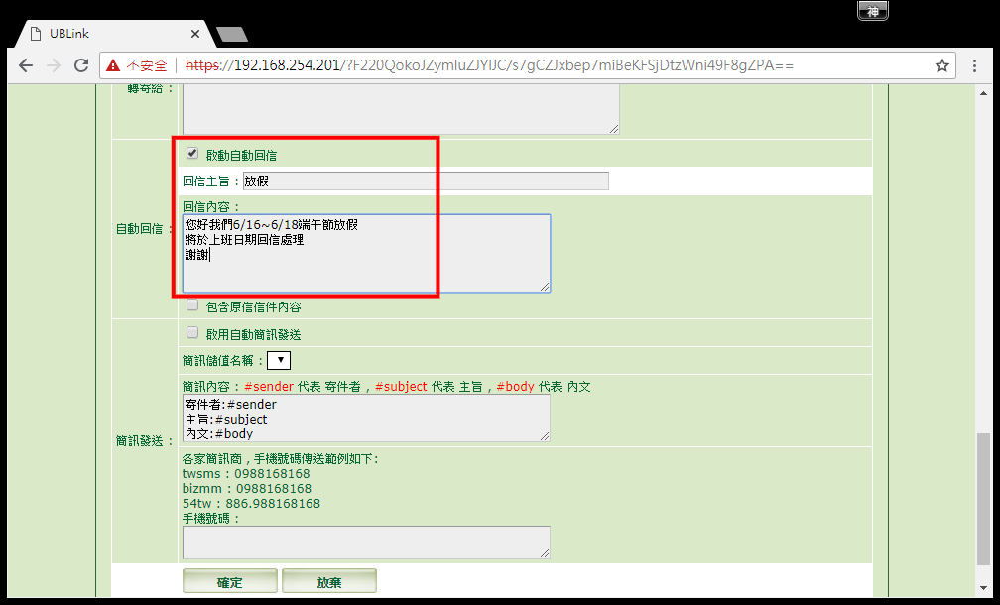 神
UBLink
不安全 https://192.168.254.201/?F220QokoJZymluZJYIJC/s7gCZJxbep7miBeKFSjDtzWni49F8gZPA==
轉寄給：
自動回信：
啟動自動回信
回信主旨：放假
回信內容：
您好我們6/16~6/18端午節放假
將於上班日期回信處理
謝謝
包含原信信件內容
簡訊發送：
啟用自動簡訊發送
簡訊儲值名稱：
簡訊內容：#sender 代表 寄件者，#subject 代表 主旨，#body 代表 內文
寄件者:#sender
主旨:#subject
內文:#body
各家簡訊商，手機號碼傳送範例如下:
twsms：0988168168
bizmm：0988168168
54tw：886.988168168
手機號碼：
確定 放棄